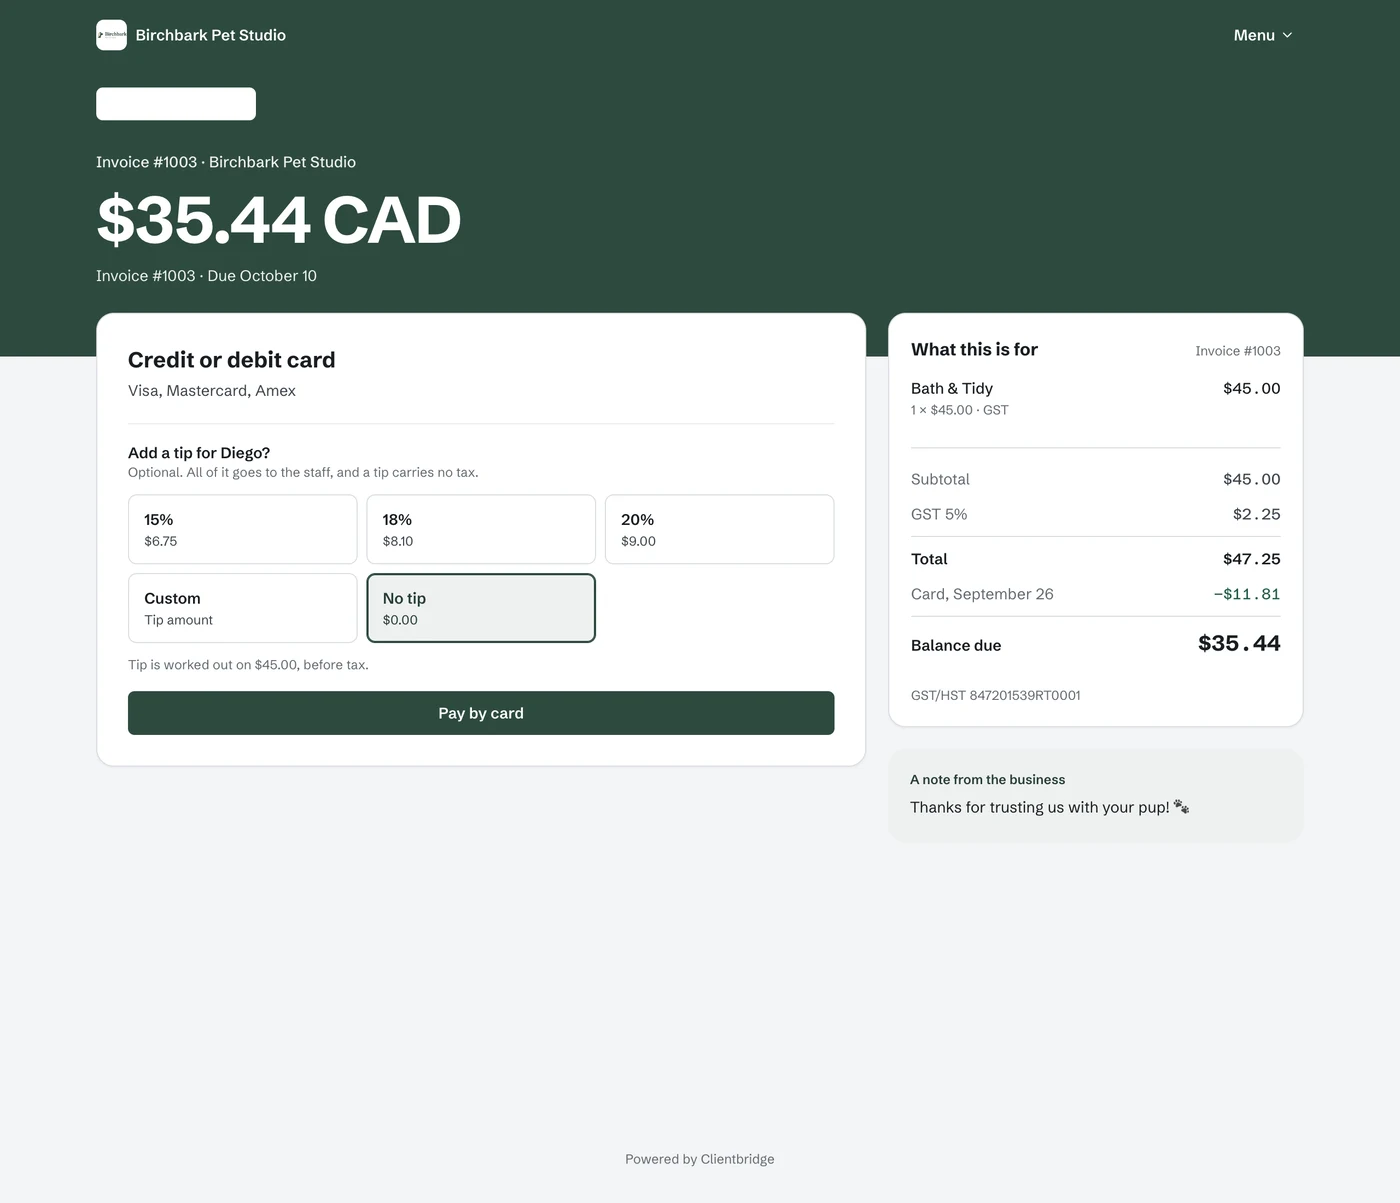 Birchbark Pet Studio
Menu
Invoice #1003 · Birchbark Pet Studio
$35.44 CAD
Invoice #1003 · Due October 10
Credit or debit card
Visa, Mastercard, Amex
Add a tip for Diego?
Optional. All of it goes to the staff, and a tip carries no tax.
15%
$6.75
18%
$8.10
20%
$9.00
Custom
Tip amount
No tip
$0.00
Tip is worked out on $45.00, before tax.
Pay by card
What this is for
Invoice #1003
Bath & Tidy
$45.00
1 × $45.00 · GST
Subtotal
$45.00
GST 5%
$2.25
Total
$47.25
Card, September 26
−$11.81
Balance due
$35.44
GST/HST 847201539RT0001
A note from the business
Thanks for trusting us with your pup! 🐾
Powered by Clientbridge